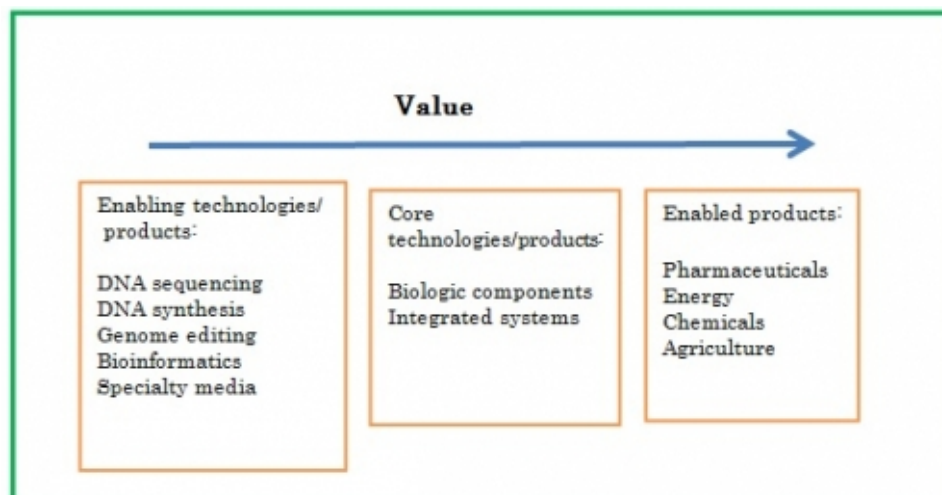 Value
Enabling technologies/
products:
DNA sequencing
DNA synthesis
Genome editing
Bioinformatics
Specialty media
Core
technologies/products:
Biologic components
Integrated systems
Enabled products:
Pharmaceuticals
Energy
Chemicals
Agriculture